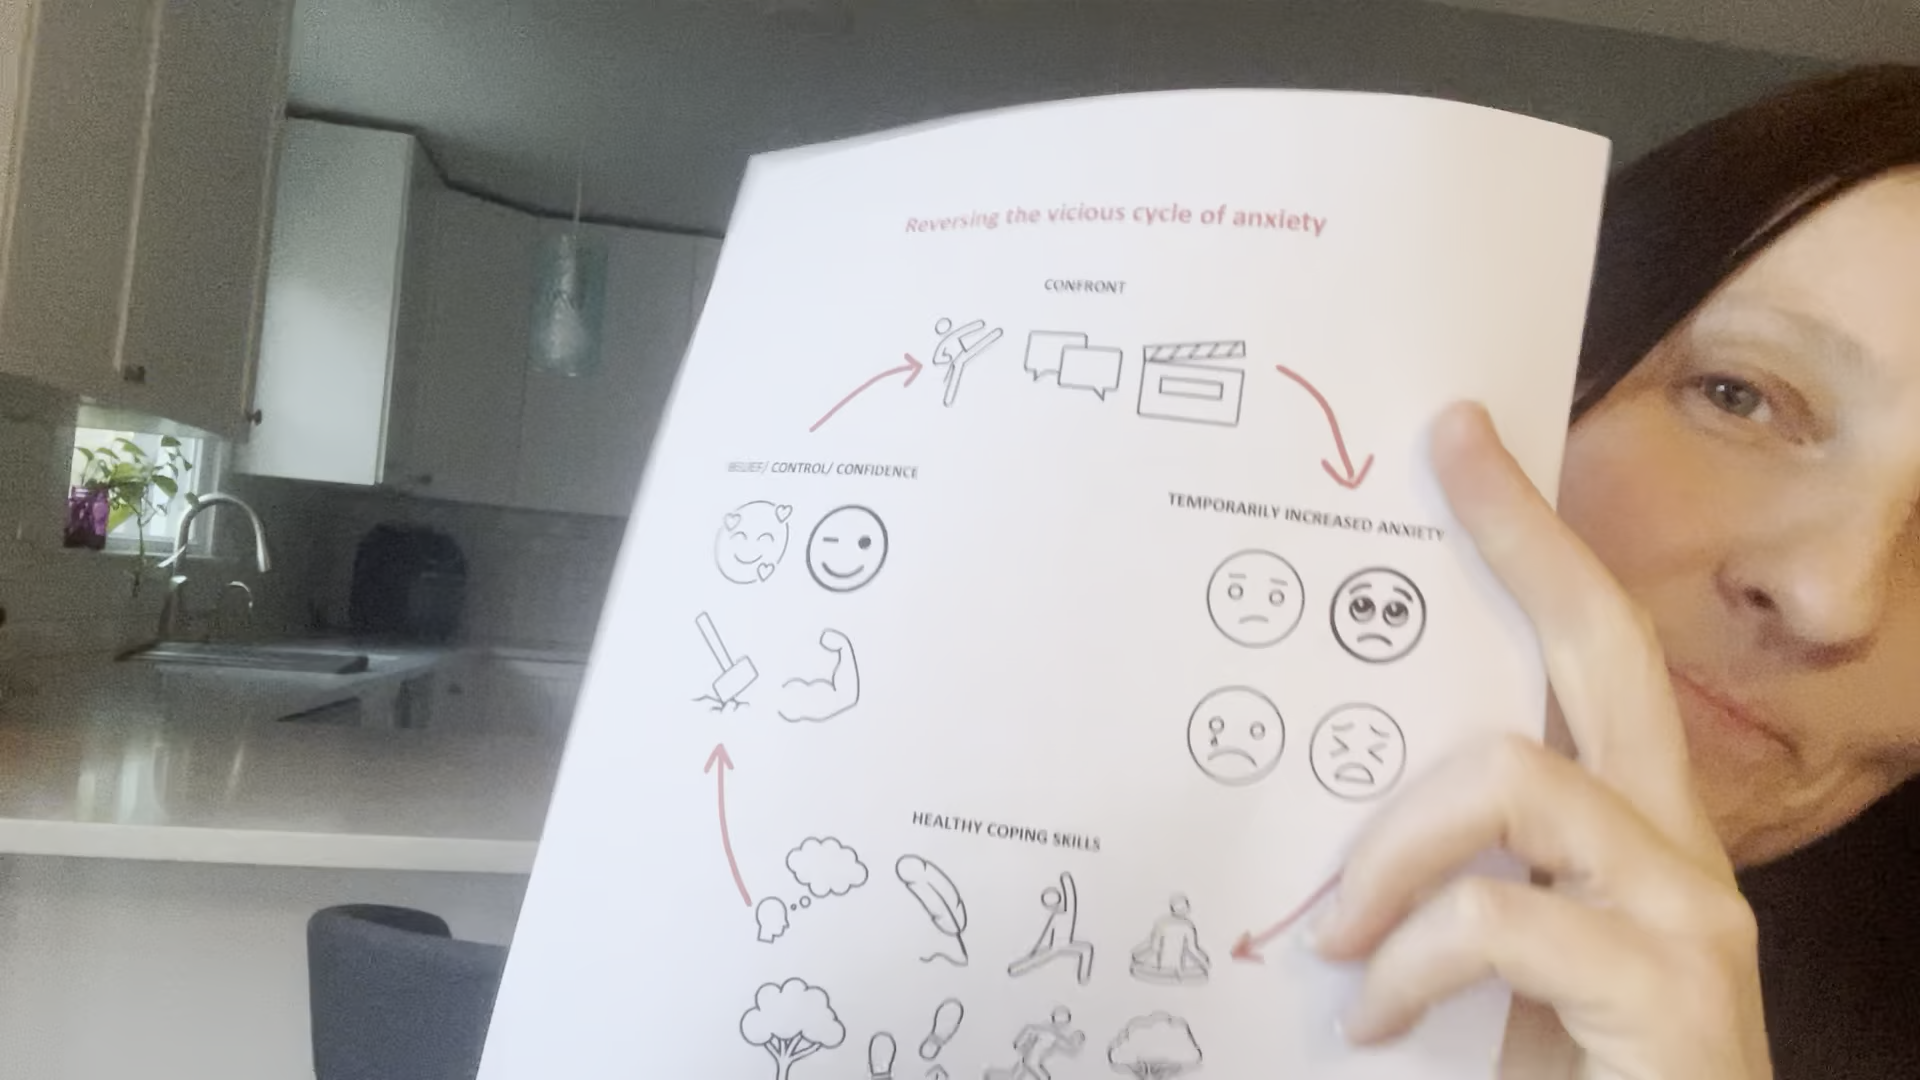 Reversing the vicious cycle of anxiety
CONFRONT
BELIEF/ CONTROL/ CONFIDENCE
TEMPORARILY INCREASED ANXIETY
HEALTHY COPING SKILLS